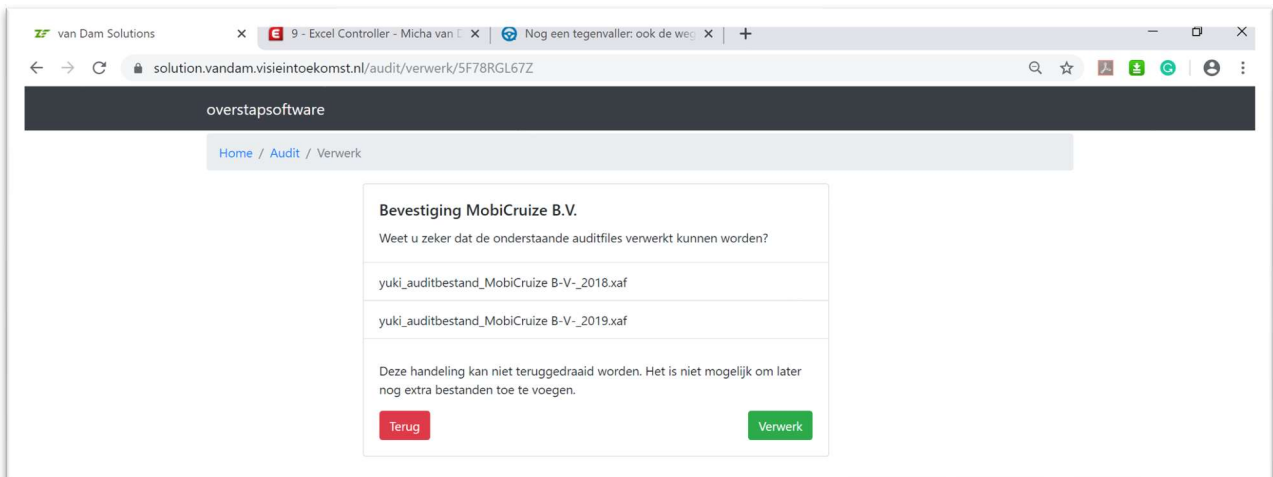 van Dam Solutions
9 - Excel Controller - Micha van D
Nog een tegenvaller: ook de weg
solution.vandam.visieintoekomst.nl/audit/verwerk/5F78RGL67Z
overstapsoftware
Home / Audit / Verwerk
Bevestiging MobiCruize B.V.
Weet u zeker dat de onderstaande auditfiles verwerkt kunnen worden?
yuki_auditbestand_MobiCruize B-V-_2018.xaf
yuki_auditbestand_MobiCruize B-V-_2019.xaf
Deze handeling kan niet teruggedraaid worden. Het is niet mogelijk om later
nog extra bestanden toe te voegen.
Terug
Verwerk